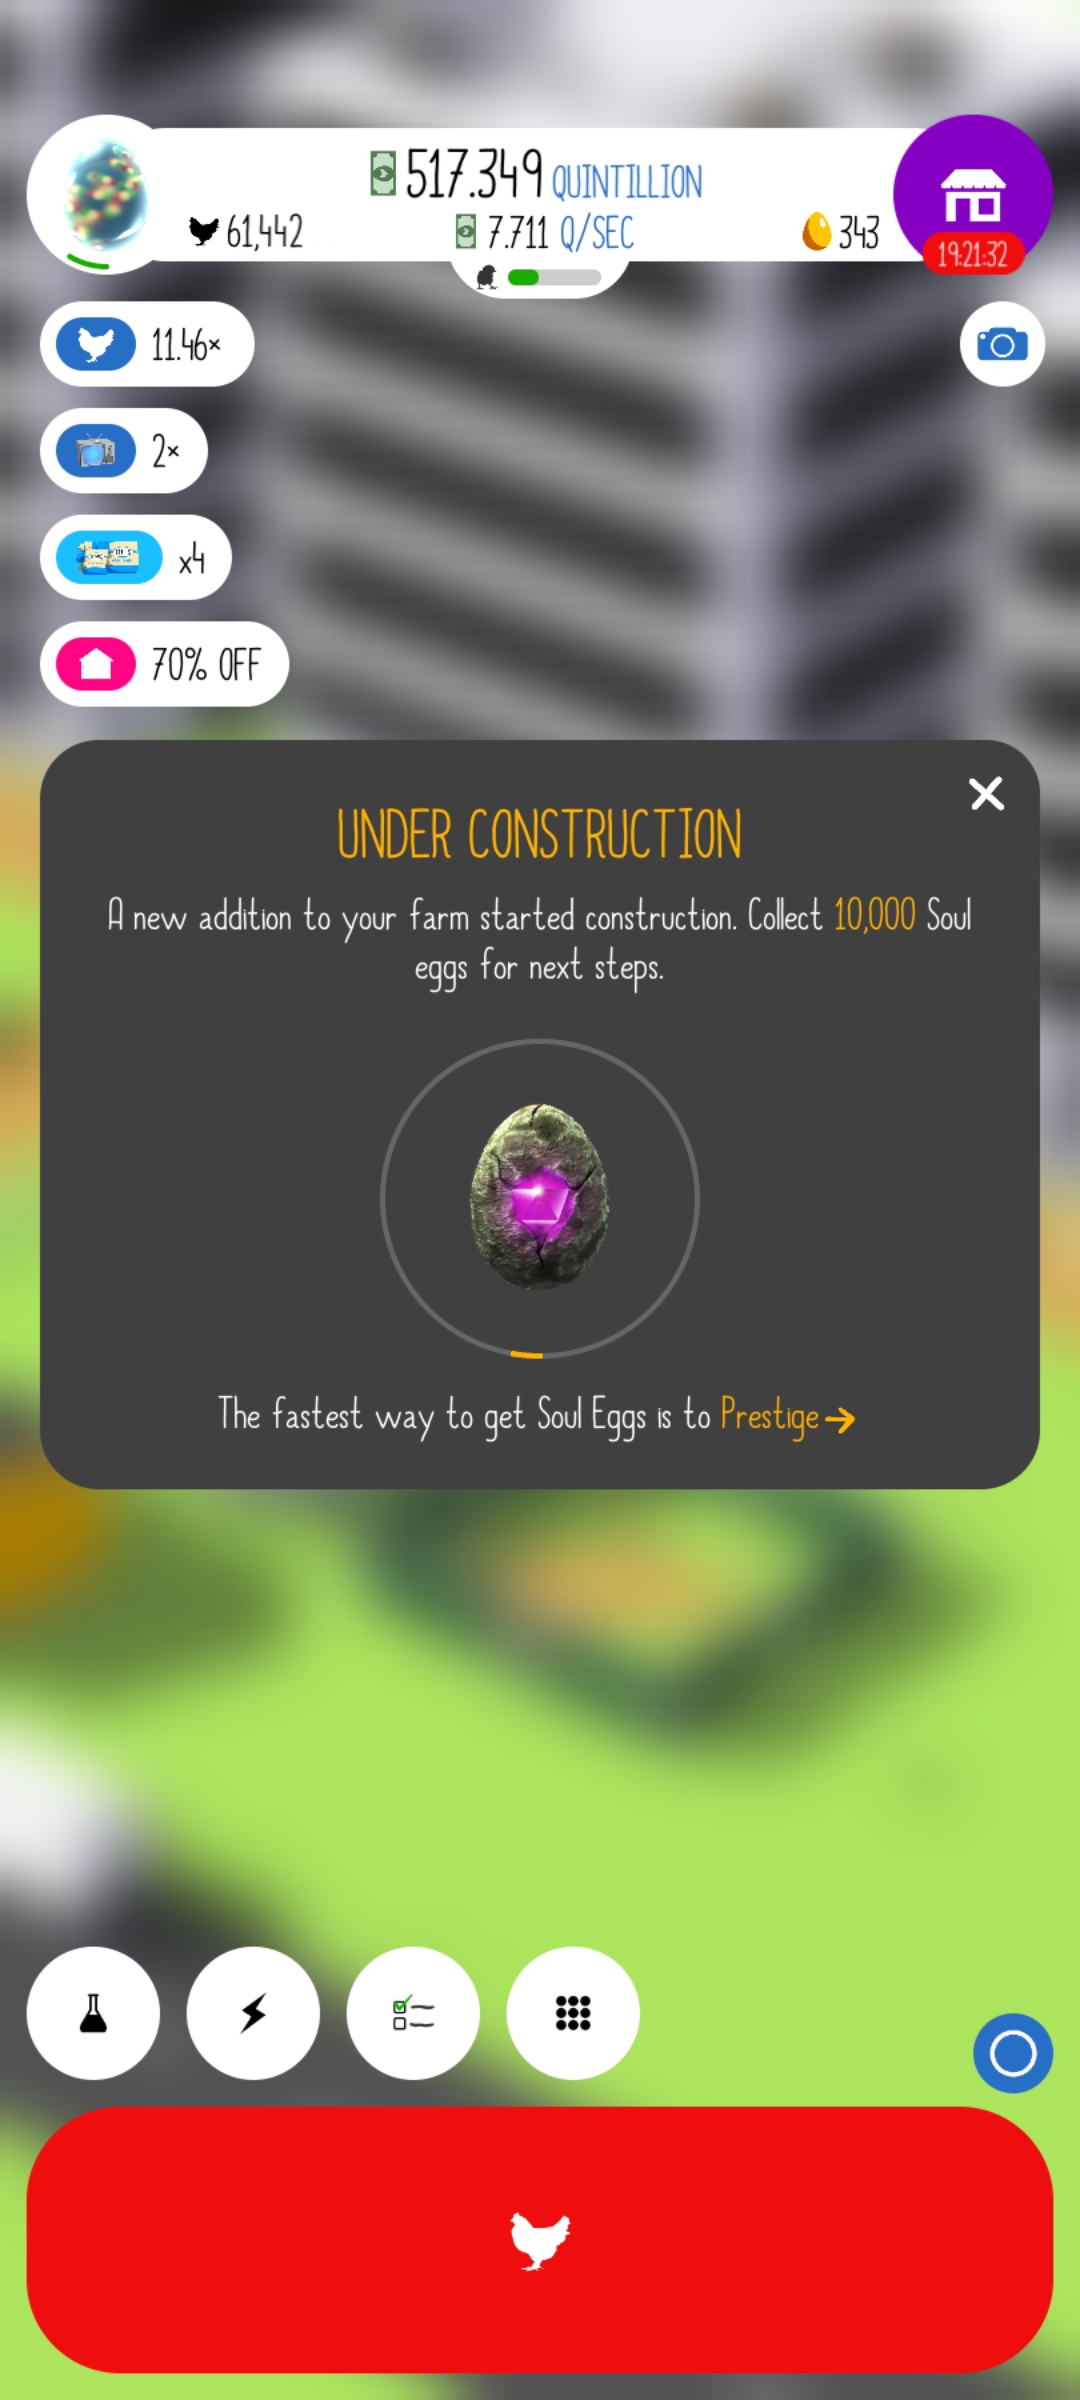 517.349 QUINTILLION
61,442 7.711 Q/SEC 343
19:21:32
11.46×
2×
x4
70% OFF
UNDER CONSTRUCTION
A new addition to your farm started construction. Collect 10,000 Soul
eggs for next steps.
The fastest way to get Soul Eggs is to Prestige→